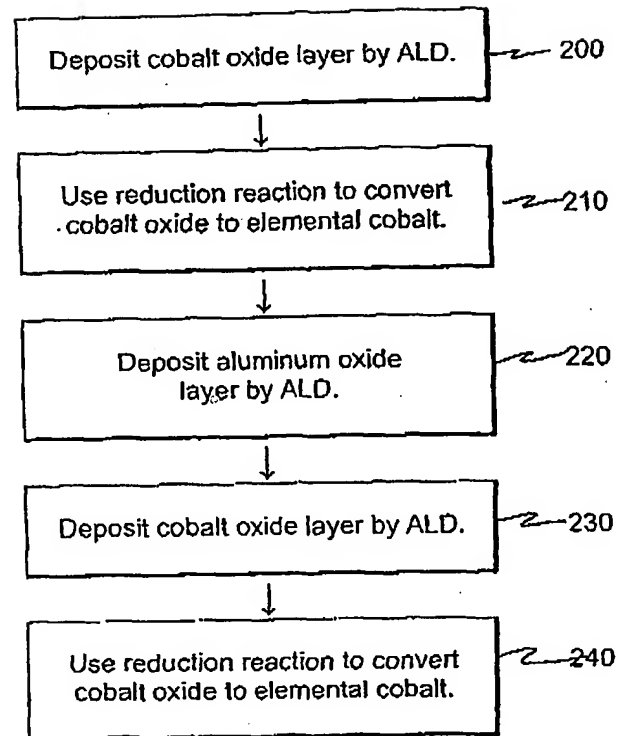 Deposit cobalt oxide layer by ALD.
200
Use reduction reaction to convert
cobalt oxide to elemental cobalt.
210
Deposit aluminum oxide
layer by ALD.
220
Deposit cobalt oxide layer by ALD.
230
Use reduction reaction to convert
cobalt oxide to elemental cobalt.
240